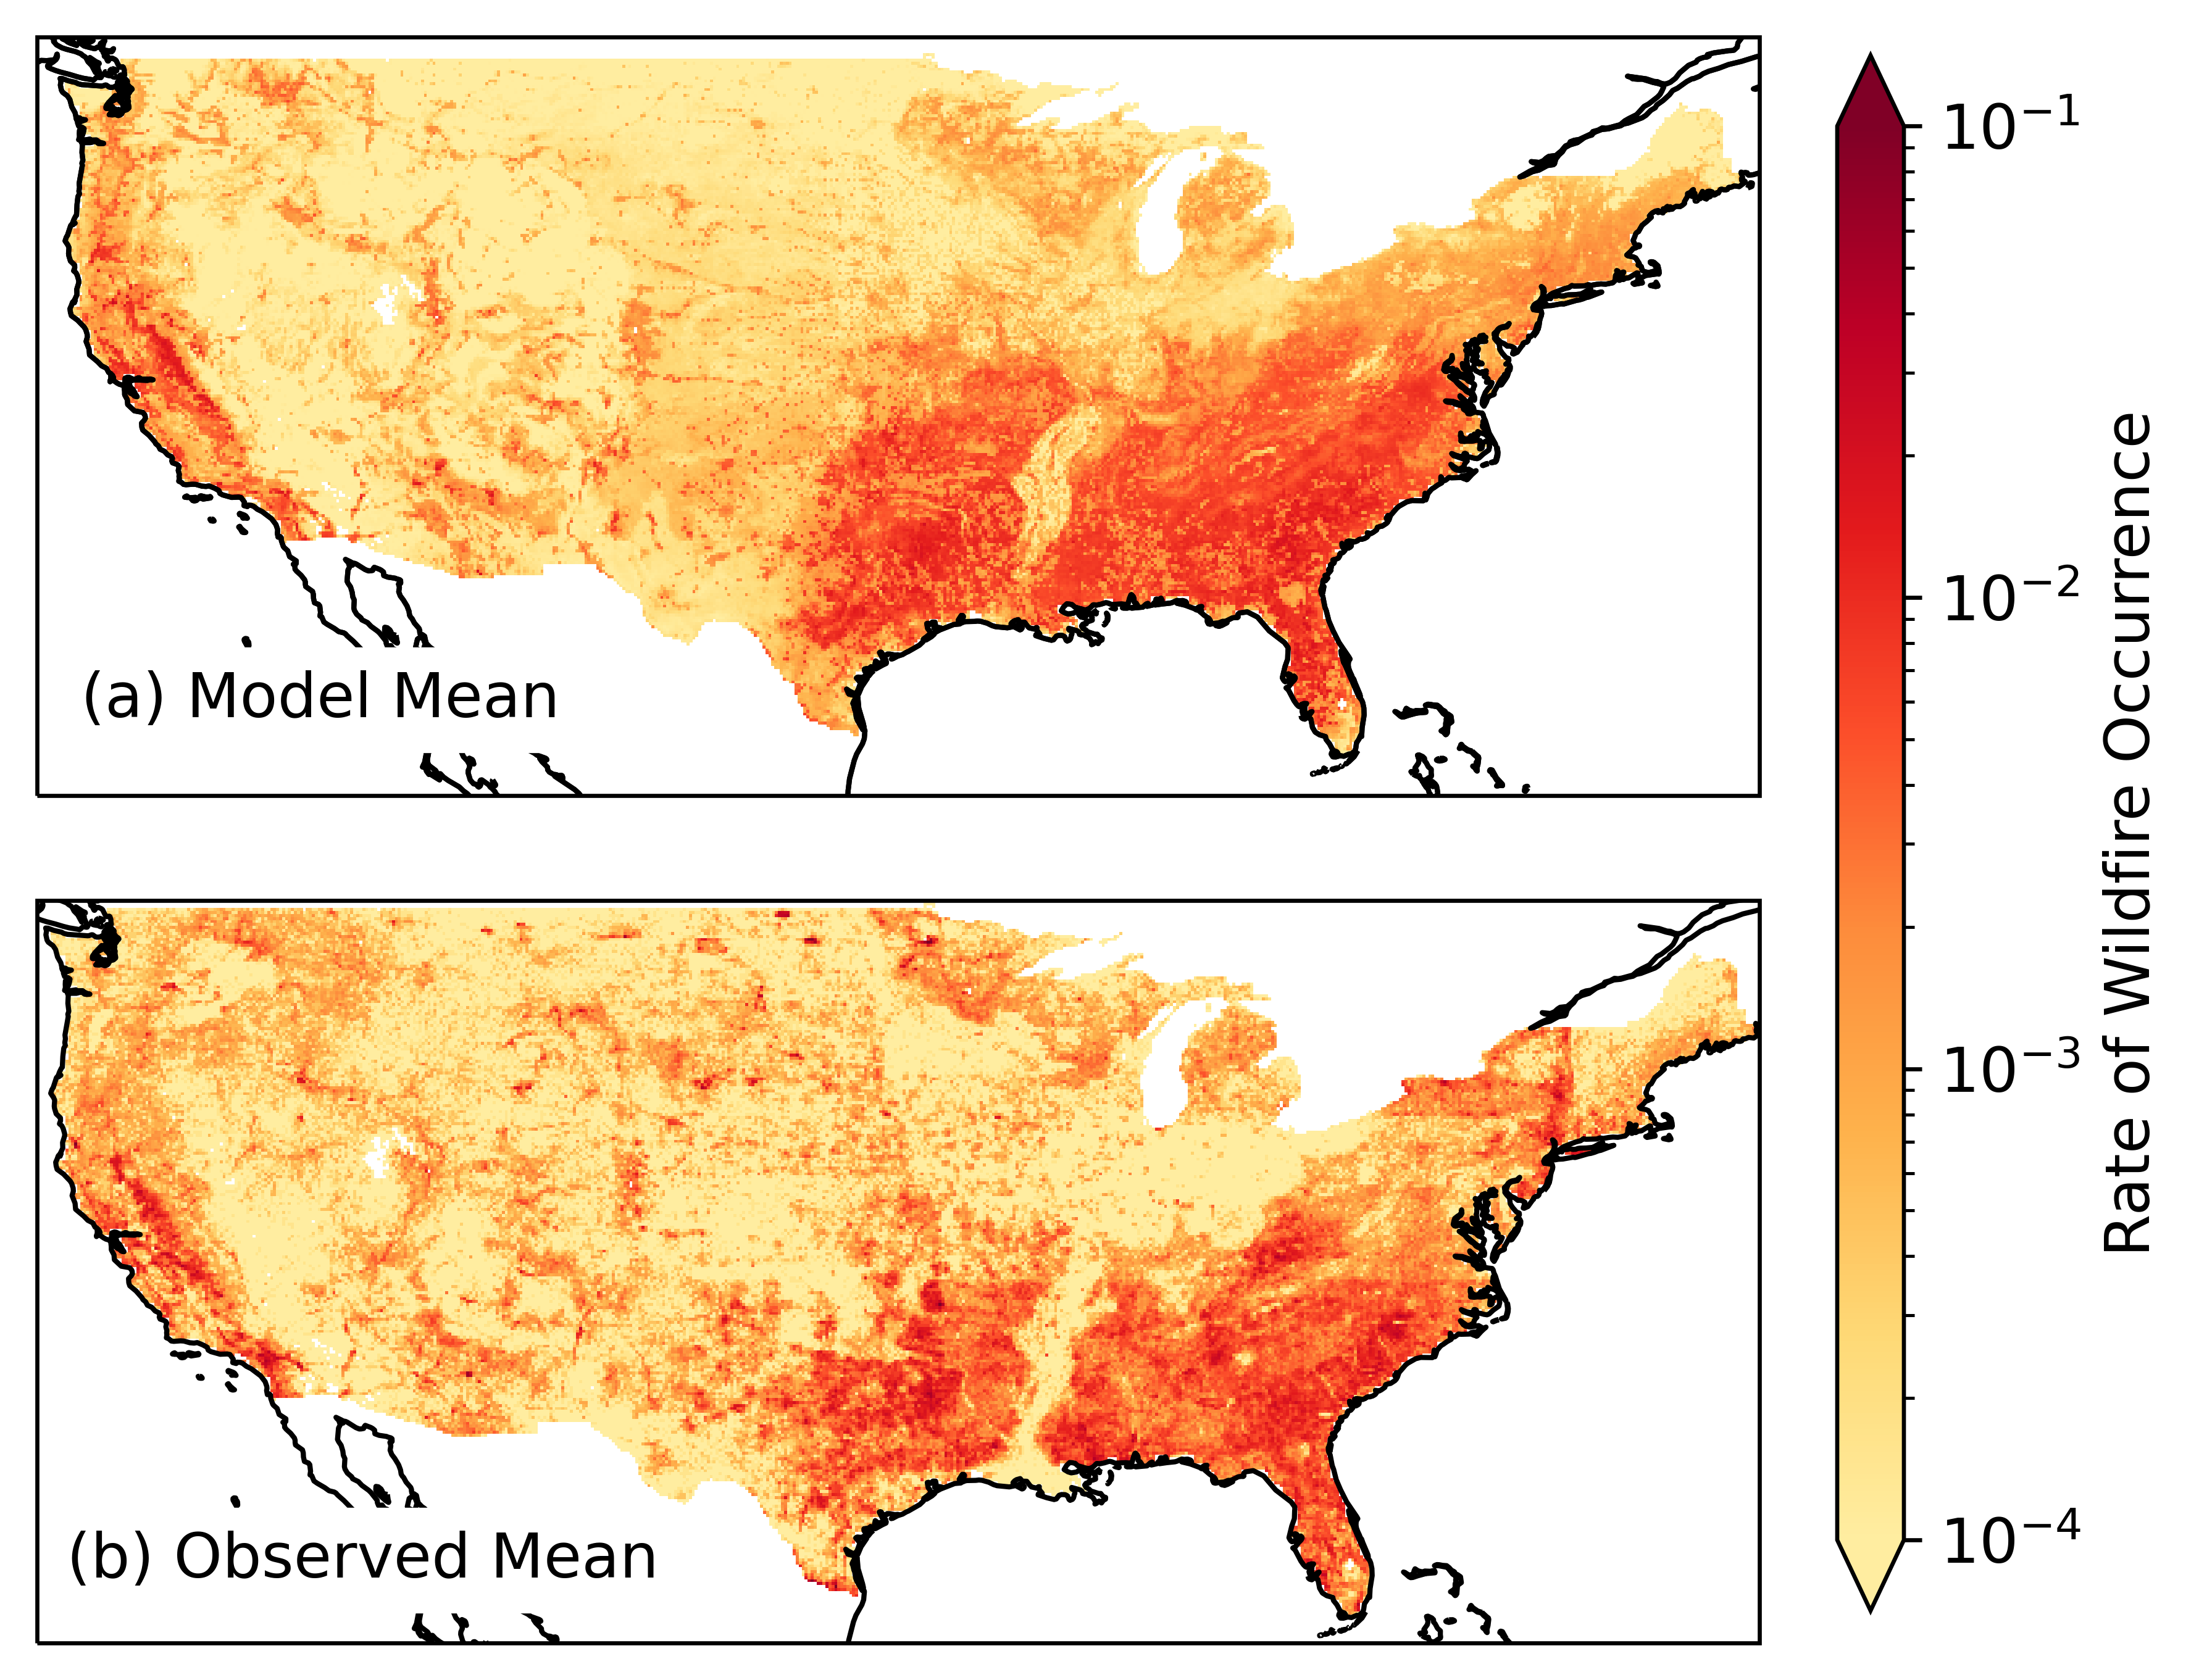 (a) Model Mean
(b) Observed Mean
10⁻¹
10⁻²
10⁻³
10⁻⁴
Rate of Wildfire Occurrence